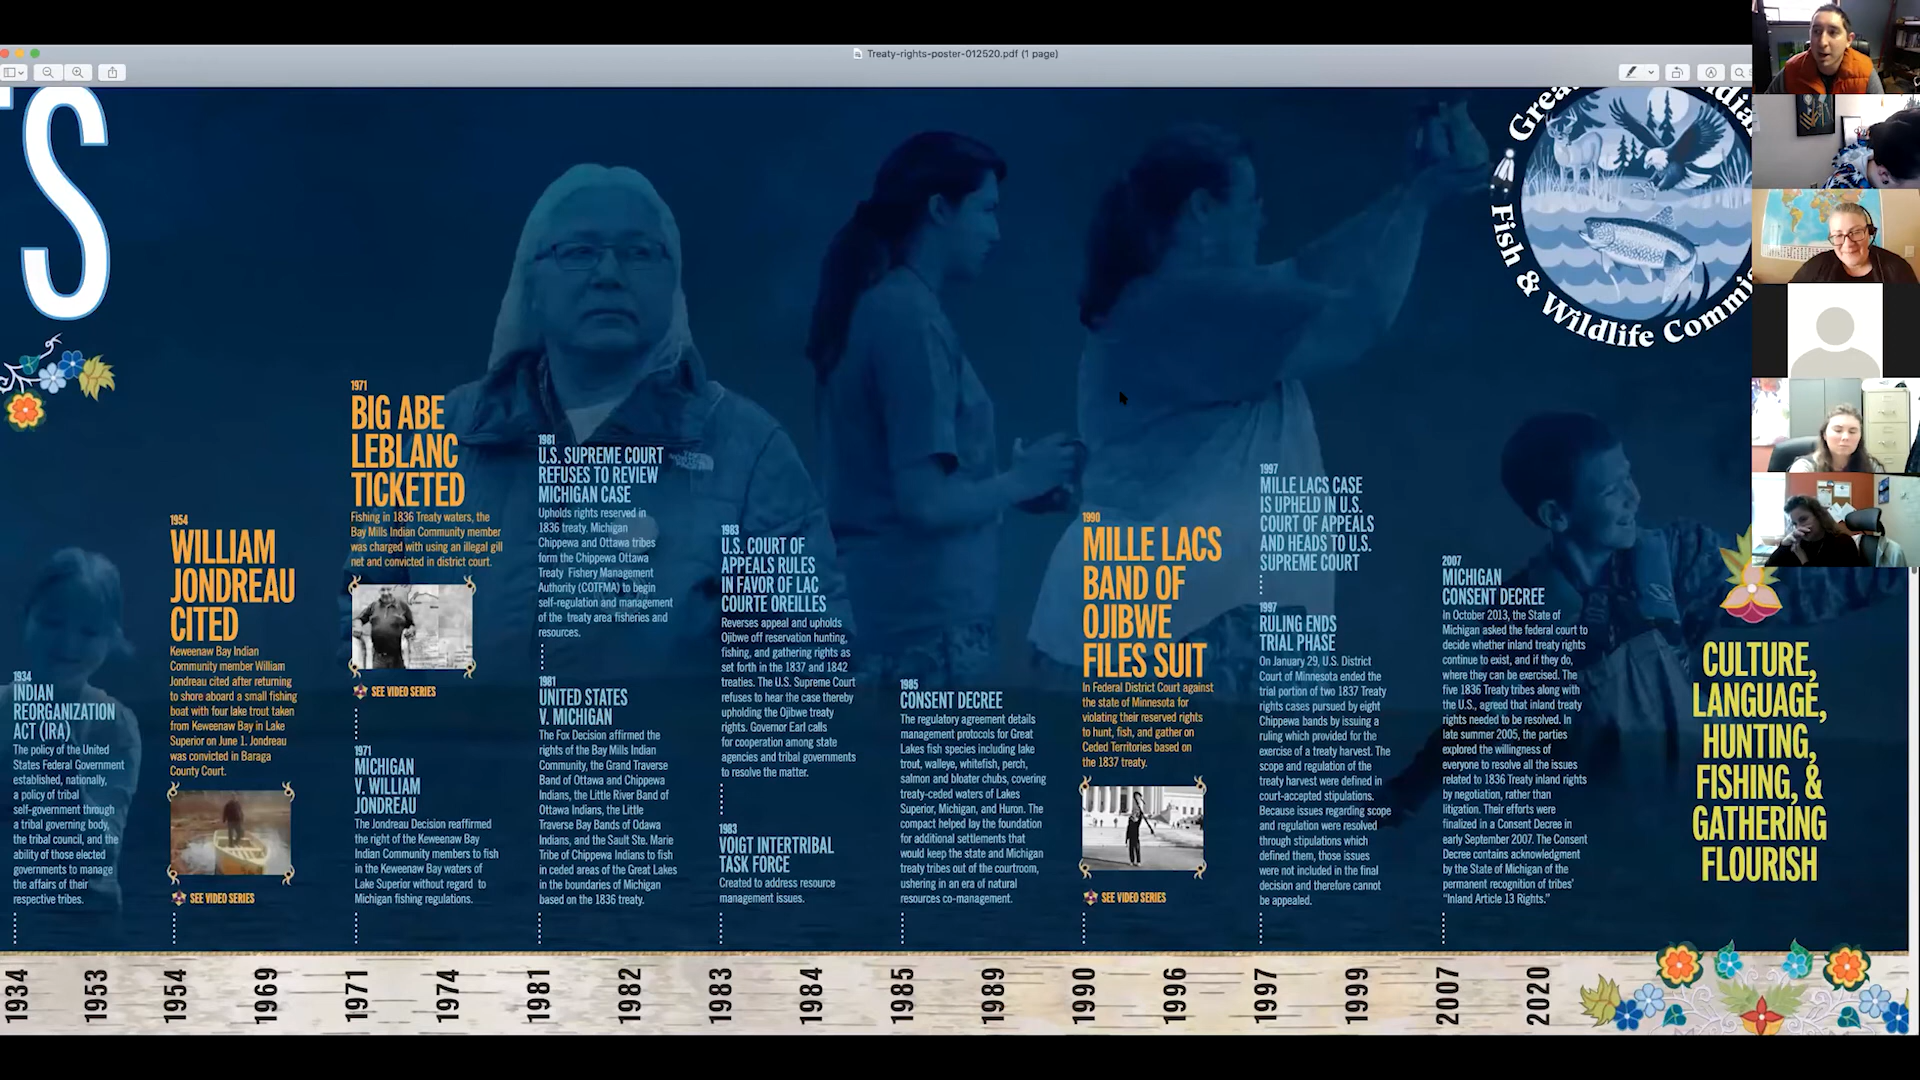 Treaty-rights-poster-012520.pdf (1 page)
S
Great
ndian
Fish & Wildlife Commi
1934
INDIAN
REORGANIZATION
ACT (IRA)
The policy of the United
States Federal Government
established, nationally,
a policy of tribal
self-government through
a tribal governing body,
the tribal council, and the
ability of those elected
governments to manage
the affairs of their
respective tribes.
1954
WILLIAM
JONDREAU
CITED
Keweenaw Bay Indian
Community member William
Jondreau cited after returning
to shore aboard a small fishing
boat with four lake trout taken
from Keweenaw Bay in Lake
Superior on June 1. Jondreau
was convicted in Baraga
County Court.
SEE VIDEO SERIES
1971
BIG ABE
LEBLANC
TICKETED
Fishing in 1836 Treaty waters, the
Bay Mills Indian Community member
was charged with using an illegal gill
net and convicted in district court.
SEE VIDEO SERIES
1971
MICHIGAN
V. WILLIAM
JONDREAU
The Jondreau Decision reaffirmed
the right of the Keweenaw Bay
Indian Community members to fish
in the Keweenaw Bay waters of
Lake Superior without regard to
Michigan fishing regulations.
1981
U.S. SUPREME COURT
REFUSES TO REVIEW
MICHIGAN CASE
Upholds rights reserved in
1836 treaty. Michigan
Chippewa and Ottawa tribes
form the Chippewa Ottawa
Treaty Fishery Management
Authority (COTFMA) to begin
self-regulation and management
of the treaty area fisheries and
resources.
1981
UNITED STATES
V. MICHIGAN
The Fox Decision affirmed the
rights of the Bay Mills Indian
Community, the Grand Traverse
Band of Ottawa and Chippewa
Indians, the Little River Band of
Ottawa Indians, the Little
Traverse Bay Bands of Odawa
Indians, and the Sault Ste. Marie
Tribe of Chippewa Indians to fish
in ceded areas of the Great Lakes
in the boundaries of Michigan
based on the 1836 treaty.
THE NORTH FACE
1983
U.S. COURT OF
APPEALS RULES
IN FAVOR OF LAC
COURTE OREILLES
Reverses appeal and upholds
Ojibwe off reservation hunting,
fishing, and gathering rights as
set forth in the 1837 and 1842
treaties. The U.S. Supreme Court
refuses to hear the case thereby
upholding the Ojibwe treaty
rights. Governor Earl calls
for cooperation among state
agencies and tribal governments
to resolve the matter.
1983
VOIGT INTERTRIBAL
TASK FORCE
Created to address resource
management issues.
1985
CONSENT DECREE
The regulatory agreement details
management protocols for Great
Lakes fish species including lake
trout, walleye, whitefish, perch,
salmon and bloater chubs, covering
treaty-ceded waters of Lakes
Superior, Michigan, and Huron. The
compact helped lay the foundation
for additional settlements that
would keep the state and Michigan
treaty tribes out of the courtroom,
ushering in an era of natural
resources co-management.
1990
MILLE LACS
BAND OF
OJIBWE
FILES SUIT
In Federal District Court against
the state of Minnesota for
violating their reserved rights
to hunt, fish, and gather on
Ceded Territories based on
the 1837 treaty.
SEE VIDEO SERIES
1997
MILLE LACS CASE
IS UPHELD IN U.S.
COURT OF APPEALS
AND HEADS TO U.S.
SUPREME COURT
1997
RULING ENDS
TRIAL PHASE
On January 29, U.S. District
Court of Minnesota ended the
trial portion of two 1837 Treaty
rights cases pursued by eight
Chippewa bands by issuing a
ruling which provided for the
exercise of a treaty harvest. The
scope and regulation of the
treaty harvest were defined in
court-accepted stipulations.
Because issues regarding scope
and regulation were resolved
through stipulations which
defined them, those issues
were not included in the final
decision and therefore cannot
be appealed.
2007
MICHIGAN
CONSENT DECREE
In October 2013, the State of
Michigan asked the federal court to
decide whether inland treaty rights
continue to exist, and if they do,
where they can be exercised. The
five 1836 Treaty tribes along with
the U.S., agreed that inland treaty
rights needed to be resolved. In
late summer 2005, the parties
explored the willingness of
everyone to resolve all the issues
related to 1836 Treaty inland rights
by negotiation, rather than
litigation. Their efforts were
finalized in a Consent Decree in
early September 2007. The Consent
Decree contains acknowledgment
by the State of Michigan of the
permanent recognition of tribes'
“Inland Article 13 Rights.”
CULTURE,
LANGUAGE,
HUNTING,
FISHING, &
GATHERING
FLOURISH
1934
1953
1954
1969
1971
1974
1981
1982
1983
1984
1985
1989
1990
1996
1997
1999
2007
2020